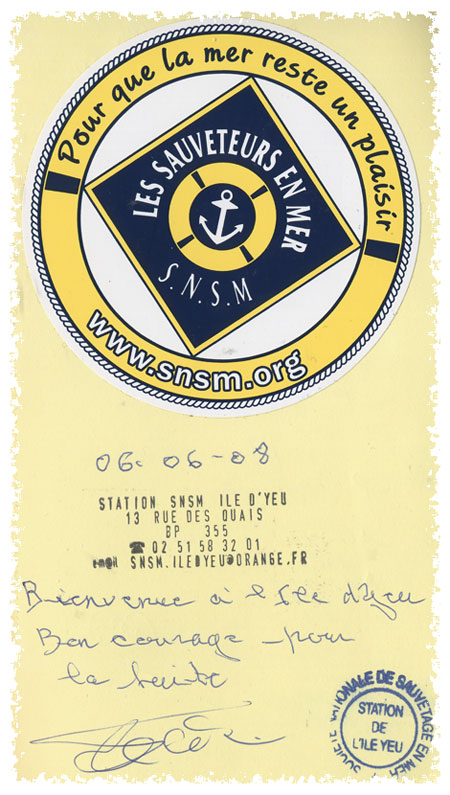 Pour que la mer reste un plaisir
LES SAUVETEURS EN MER
S.N.S.M
www.snsm.org
06-06-08
STATION SNSM ILE D'YEU
13 RUE DES QUAIS
BP 355
☎ 02 51 58 32 01
e-mail SNSM.ILEDYEU@ORANGE.FR
Bienvenue à l'Ile d'yeu
Bon courage pour
la suite
SOCIETE NATIONALE DE SAUVETAGE EN MER
STATION
DE
L'ILE YEU